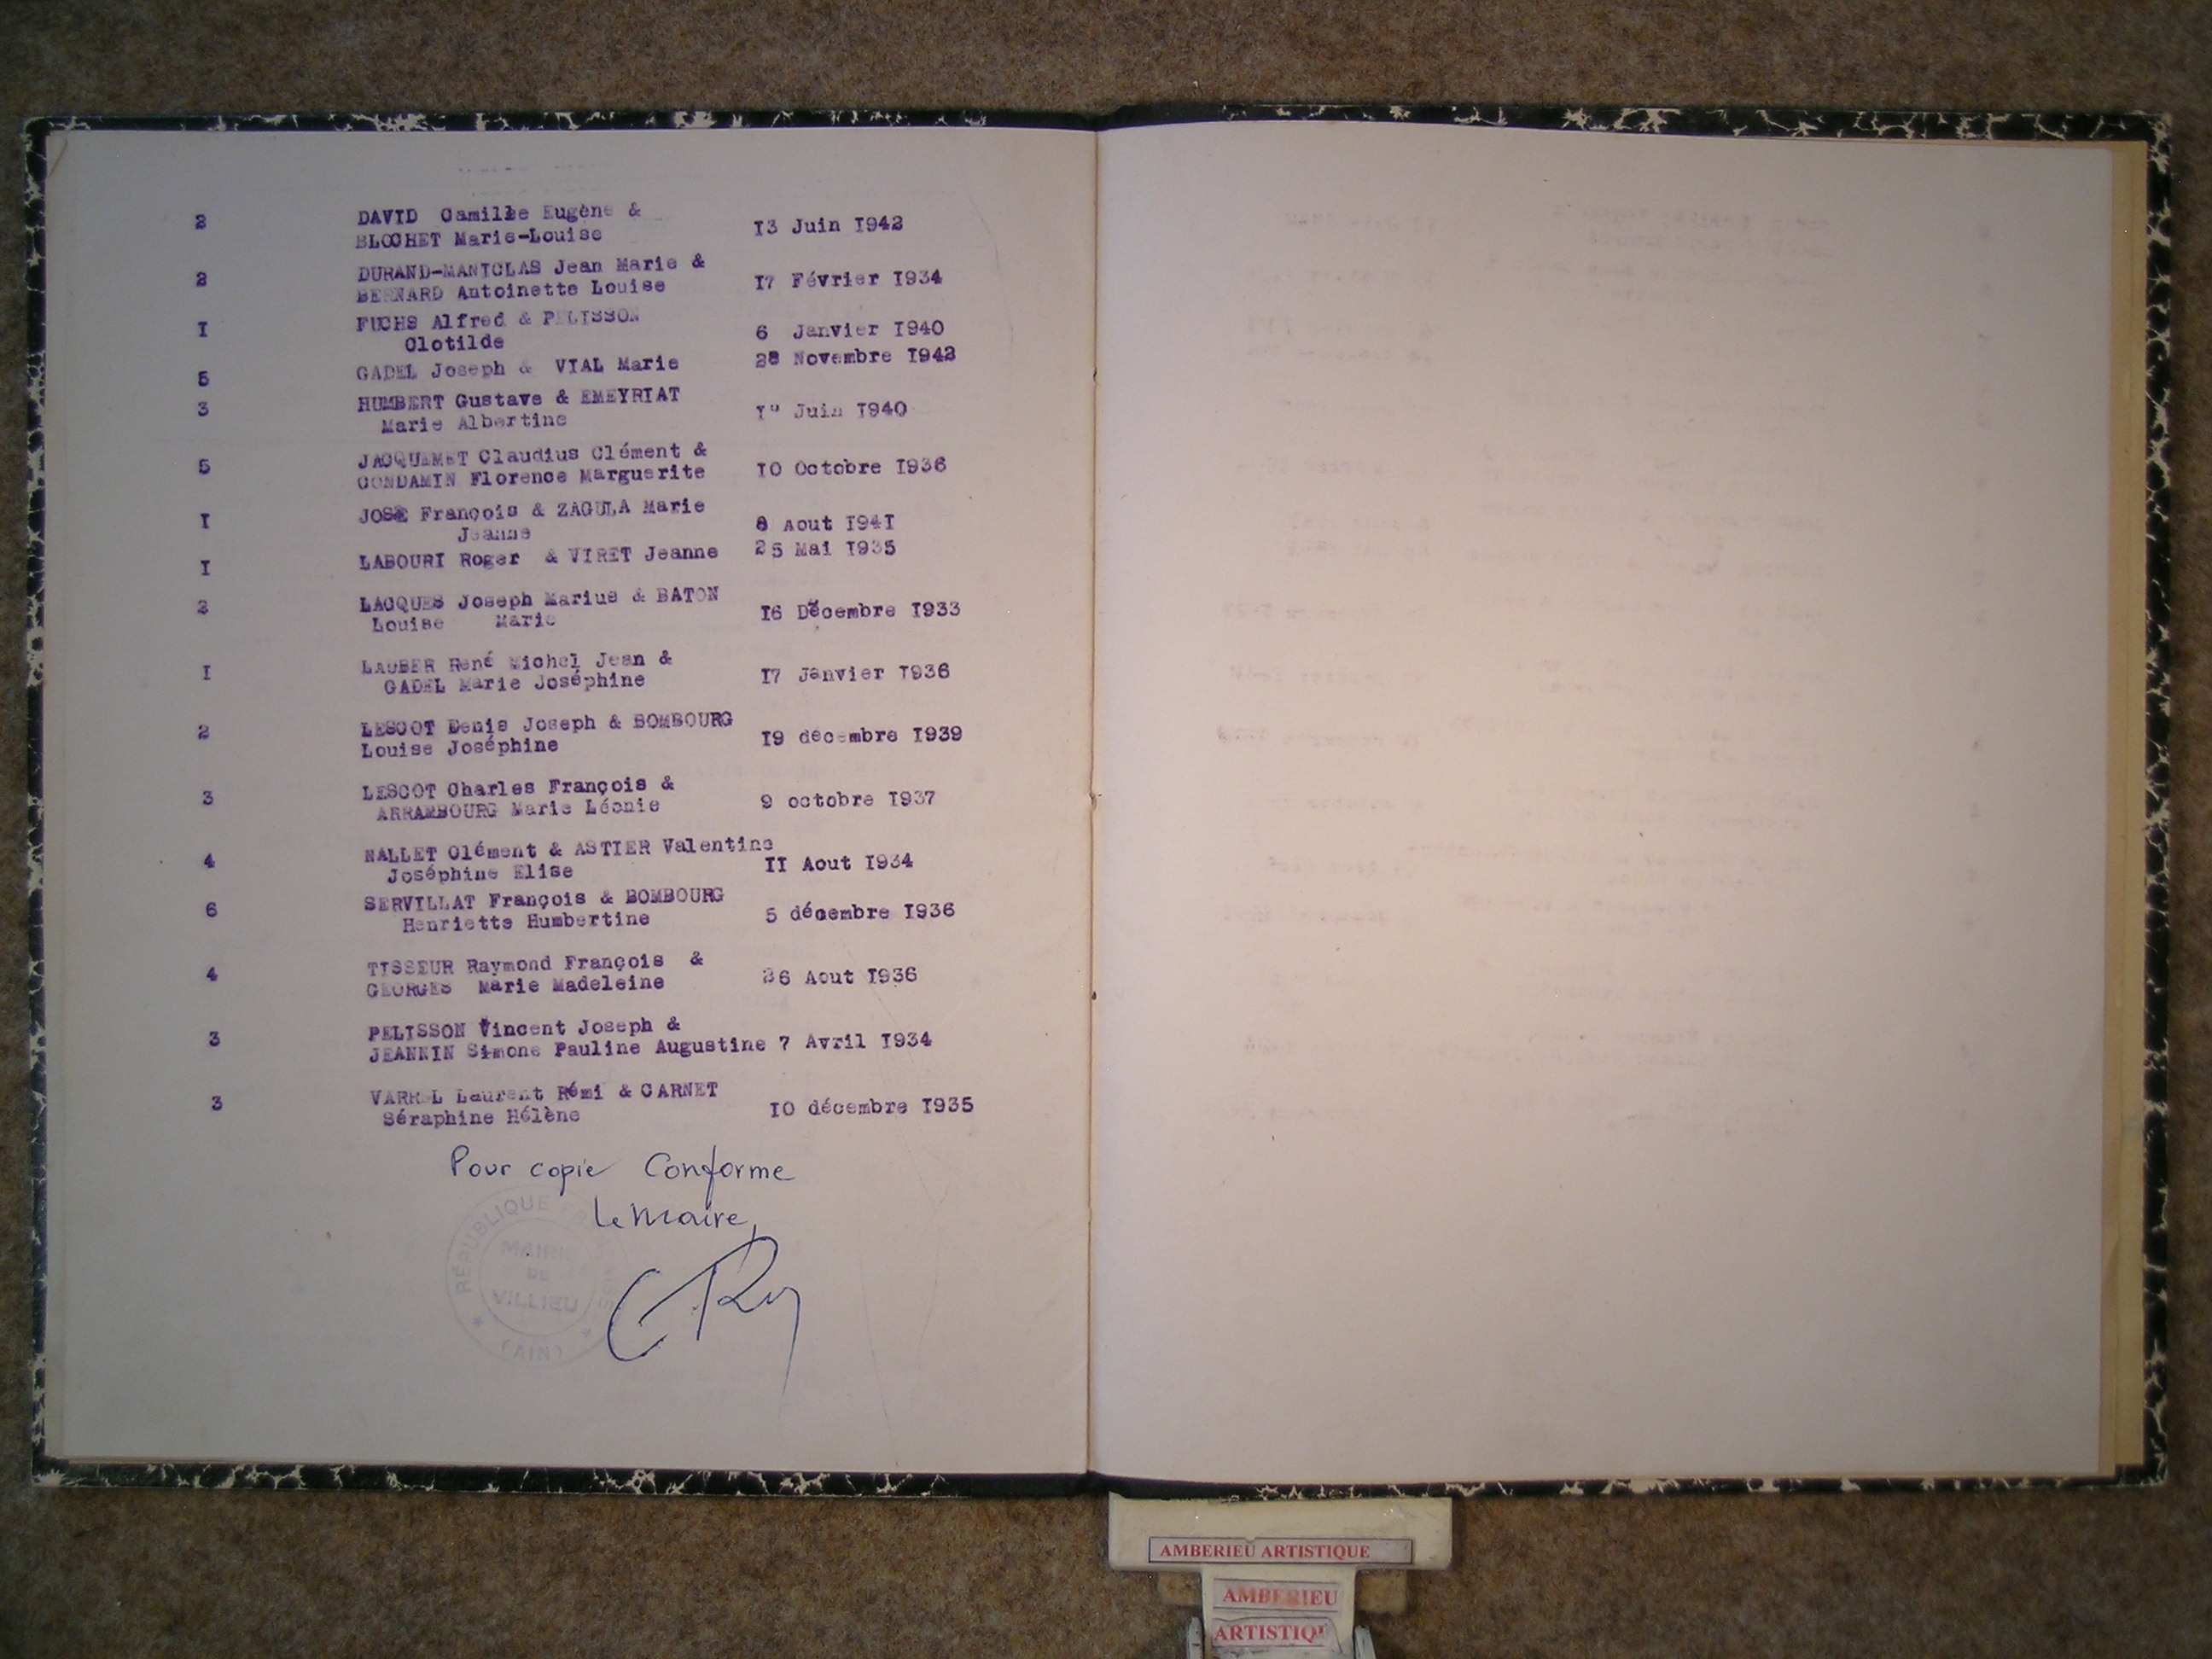 2 DAVID Camille Eugène &
BLOCHET Marie-Louise 13 Juin 1942
2 DURAND-MANICLAS Jean Marie &
BERNARD Antoinette Louise 17 Février 1934
I FUCHS Alfred & PELISSON
Clotilde 6 Janvier 1940
5 GADEL Joseph & VIAL Marie 28 Novembre 1942
3 HUMBERT Gustave & EMEYRIAT
Marie Albertine 1° Juin 1940
5 JACQUEMET Claudius Clément &
CONDAMIN Florence Marguerite 10 Octobre 1936
I JOSE François & ZAGULA Marie
Jeanne 8 Aout 1941
I LABOURI Roger & VIRET Jeanne 25 Mai 1935
2 LACQUES Joseph Marius & BATON
Louise Marie 16 Décembre 1933
I LAUBER René Michel Jean &
GADEL Marie Joséphine 17 Janvier 1936
2 LESCOT Denis Joseph & BOMBOURG
Louise Joséphine 19 décembre 1939
3 LESCOT Charles François &
ARRAMBOURG Marie Léonie 9 octobre 1937
4 NALLET Clément & ASTIER Valentine
Joséphine Elise 11 Aout 1934
6 SERVILLAT François & BOMBOURG
Henriette Humbertine 5 décembre 1936
4 TISSEUR Raymond François &
GEORGES Marie Madeleine 26 Aout 1936
3 PELISSON Vincent Joseph &
JEANNIN Simone Pauline Augustine 7 Avril 1934
3 VARREL Laurent Rémi & CARNET
Séraphine Hélène 10 décembre 1935
Pour copie Conforme
Le Maire,
RÉPUBLIQUE
MAIRIE
DE
VILLIEU
(AIN)
AMBERIEU ARTISTIQUE
AMBERIEU
ARTISTIQ